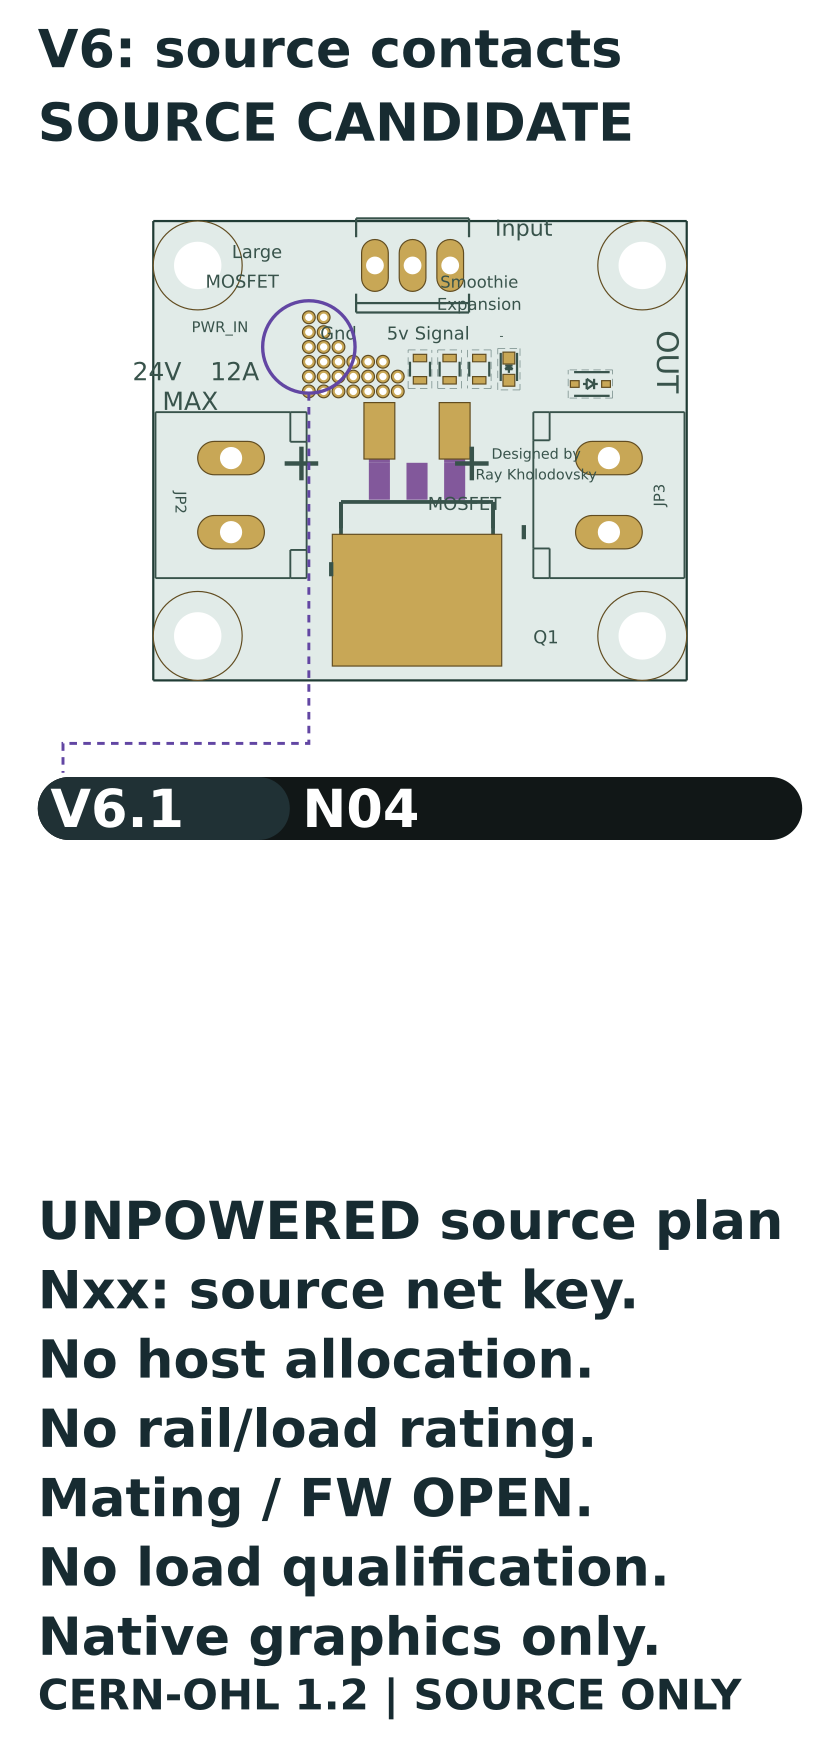 V6: source contacts
SOURCE CANDIDATE
Input
Large
MOSFET
Smoothie
Expansion
PWR_IN
Gnd
5v Signal
-
OUT
24V
12A
MAX
+
+
Designed by
Ray Kholodovsky
JP2
JP3
MOSFET
-
-
Q1
V6.1
N04
UNPOWERED source plan
Nxx: source net key.
No host allocation.
No rail/load rating.
Mating / FW OPEN.
No load qualification.
Native graphics only.
CERN-OHL 1.2 | SOURCE ONLY